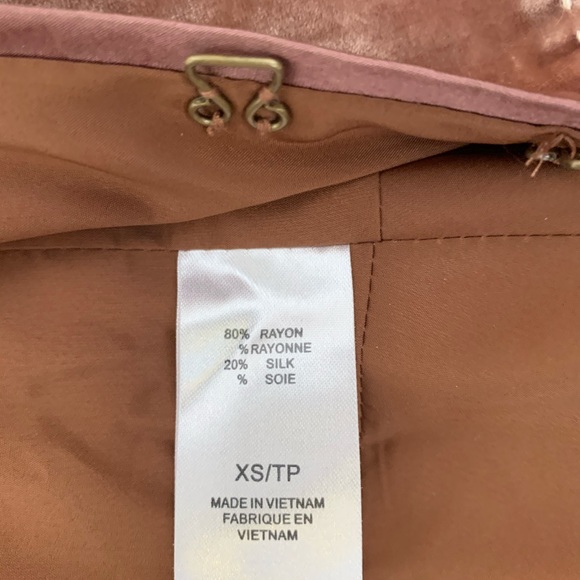 80% RAYON
%RAYONNE
20% SILK
% SOIE
XS/TP
MADE IN VIETNAM
FABRIQUE EN
VIETNAM